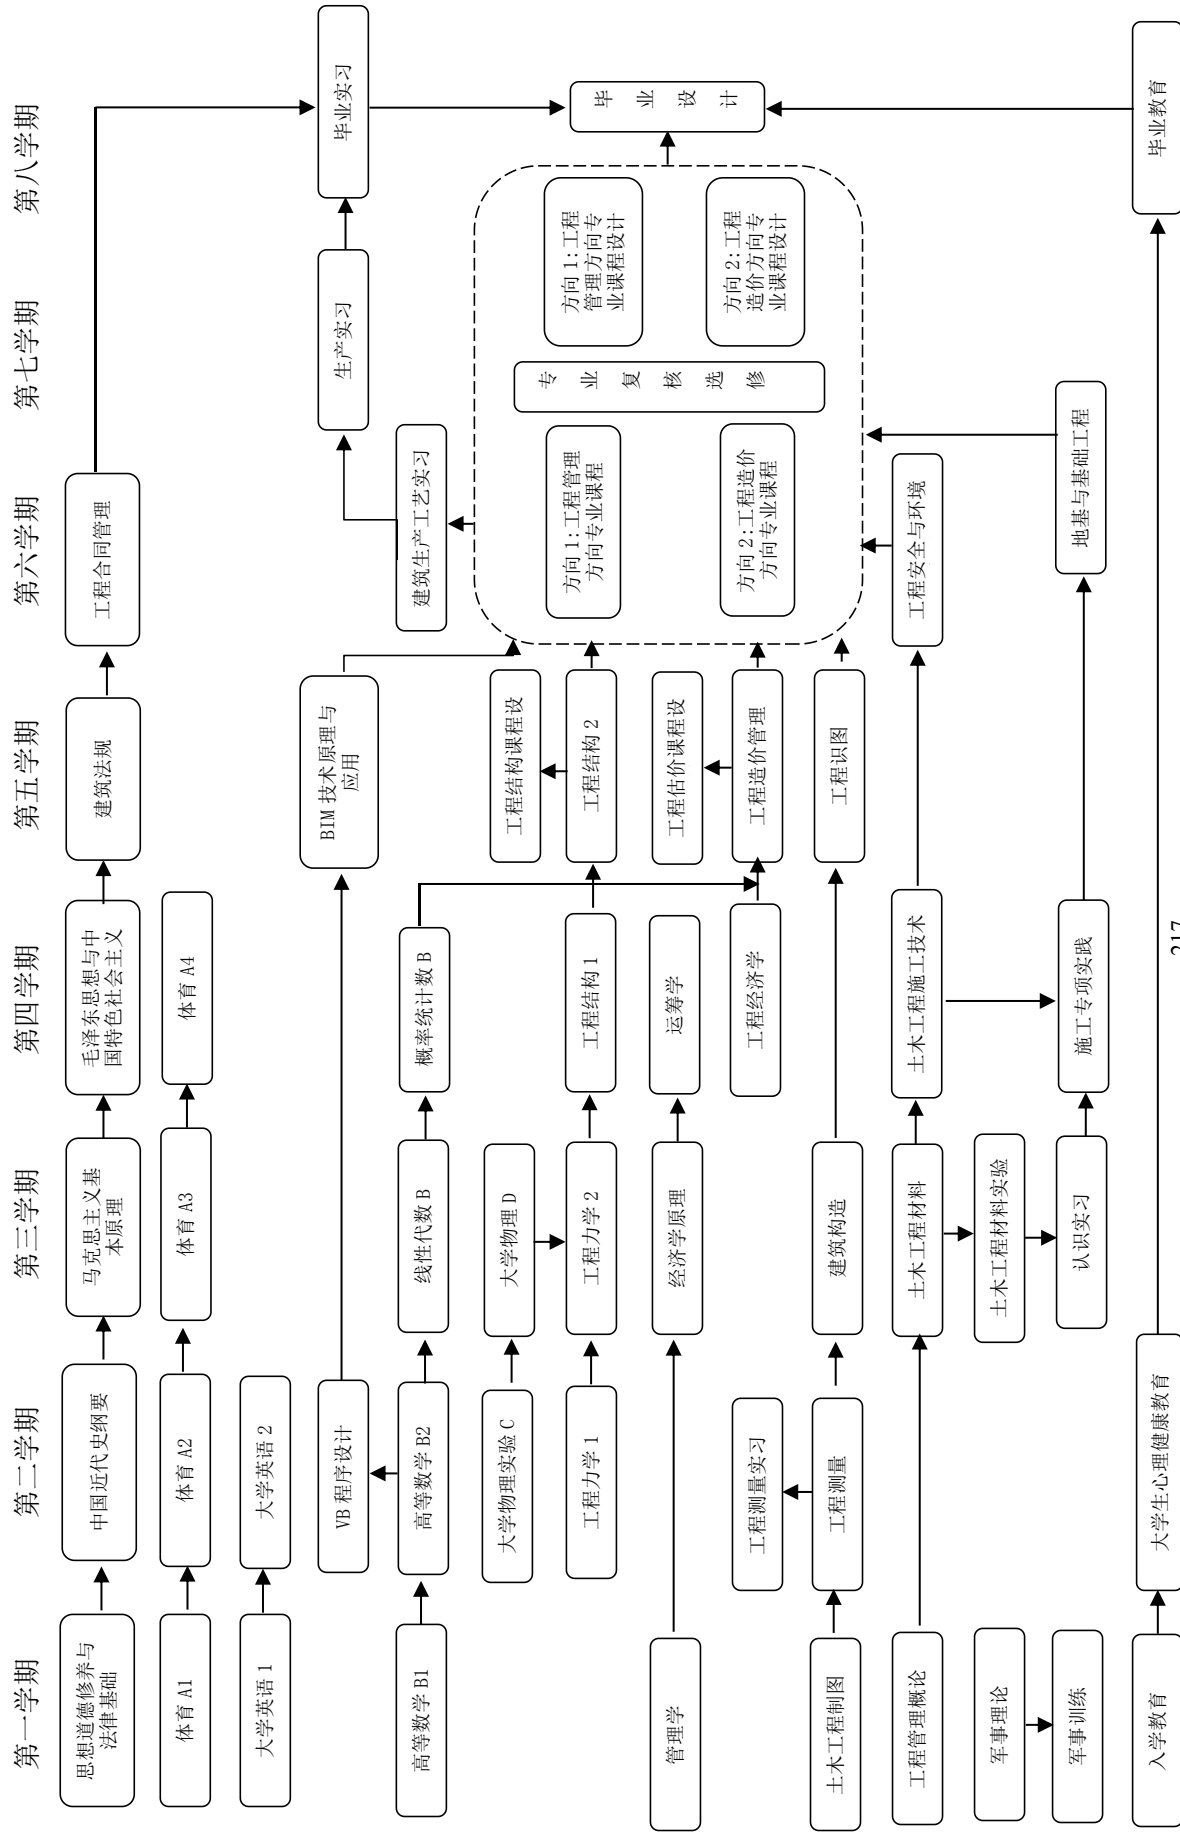 第一学期
第二学期
第三学期
第四学期
第五学期
第六学期
第七学期
第八学期
思想道德修养与
法律基础
中国近代史纲要
马克思主义基
本原理
毛泽东思想与中
国特色社会主义
建筑法规
工程合同管理
体育 A1
体育 A2
体育 A3
体育 A4
大学英语 1
大学英语 2
VB 程序设计
BIM 技术原理与
应用
生产实习
毕业实习
高等数学 B1
高等数学 B2
线性代数 B
概率统计数 B
建筑生产工艺实习
大学物理实验 C
大学物理 D
工程结构课程设
工程力学 1
工程力学 2
工程结构 1
工程结构 2
方向 1:工程管理
方向专业课程
专业复核选修
方向 1:工程
管理方向专
业课程设计
毕业设计
管理学
经济学原理
运筹学
工程估价课程设
工程测量实习
工程经济学
工程造价管理
方向 2:工程造价
方向专业课程
方向 2:工程
造价方向专
业课程设计
土木工程制图
工程测量
建筑构造
工程识图
工程管理概论
土木工程材料
土木工程施工技术
工程安全与环境
军事理论
土木工程材料实验
军事训练
认识实习
施工专项实践
地基与基础工程
入学教育
大学生心理健康教育
毕业教育
217